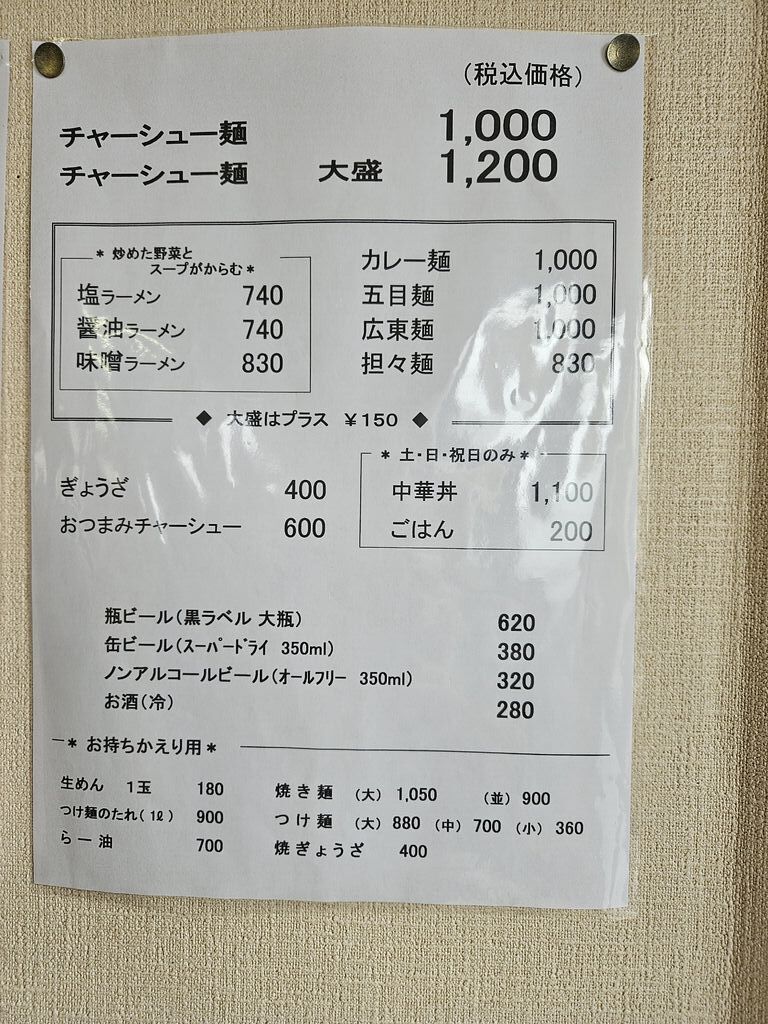 （税込価格）
チャーシュー麺 1,000
チャーシュー麺 大盛 1,200
＊ 炒めた野菜と
スープがからむ＊
塩ラーメン 740
醤油ラーメン 740
味噌ラーメン 830
カレー麺 1,000
五目麺 1,000
広東麺 1,000
担々麺 830
◆ 大盛はプラス ￥150 ◆
ぎょうざ 400
おつまみチャーシュー 600
＊ 土・日・祝日のみ＊
中華丼 1,100
ごはん 200
瓶ビール（黒ラベル 大瓶） 620
缶ビール（ｽｰﾊﾟｰﾄﾞﾗｲ 350ml） 380
ノンアルコールビール（ｵｰﾙﾌﾘｰ 350ml） 320
お酒（冷） 280
＊ お持ちかえり用＊
生めん 1玉 180
つけ麺のたれ（1ℓ） 900
らー油 700
焼き麺 （大） 1,050 （並） 900
つけ麺 （大） 880 （中） 700 （小） 360
焼ぎょうざ 400